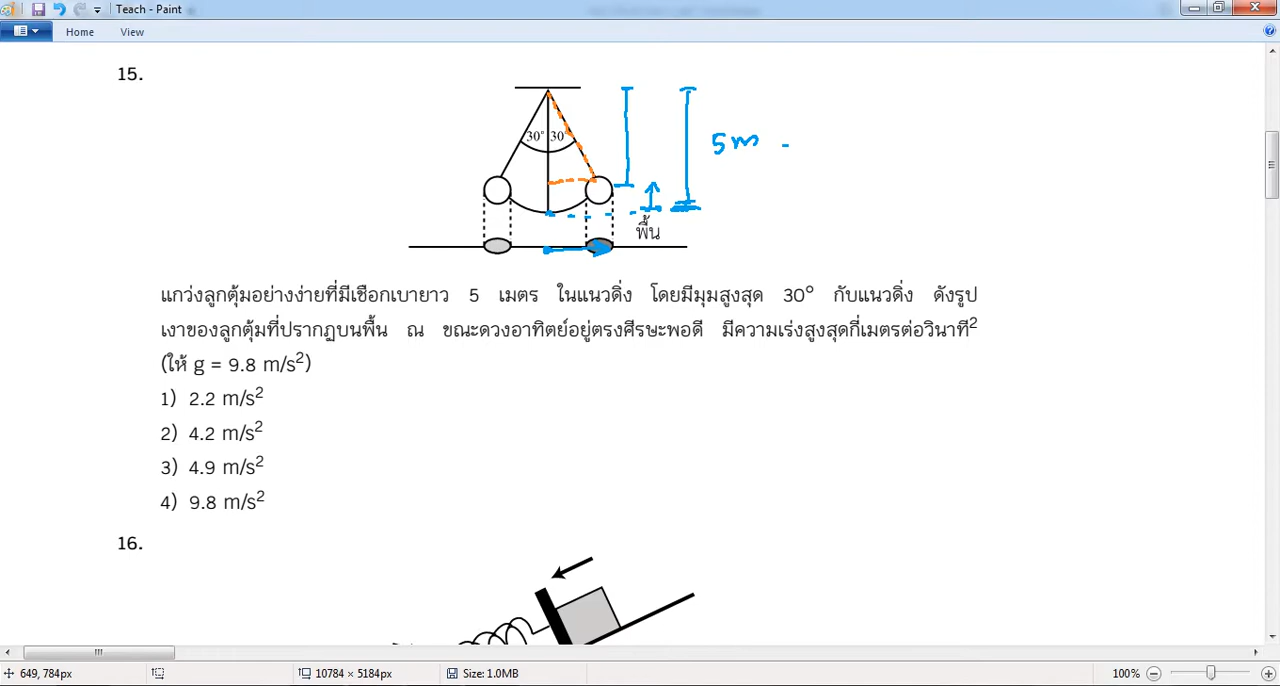 Teach - Paint
Home View
15.
30° 30°
5m -
พื้น
แกว่งลูกตุ้มอย่างง่ายที่มีเชือกเบายาว 5 เมตร ในแนวดิ่ง โดยมีมุมสูงสุด 30° กับแนวดิ่ง ดังรูป
เงาของลูกตุ้มที่ปรากฏบนพื้น ณ ขณะดวงอาทิตย์อยู่ตรงศีรษะพอดี มีความเร่งสูงสุดกี่เมตรต่อวินาที²
(ให้ g = 9.8 m/s²)
1) 2.2 m/s²
2) 4.2 m/s²
3) 4.9 m/s²
4) 9.8 m/s²
16.
649, 784px 10784 × 5184px Size: 1.0MB 100%